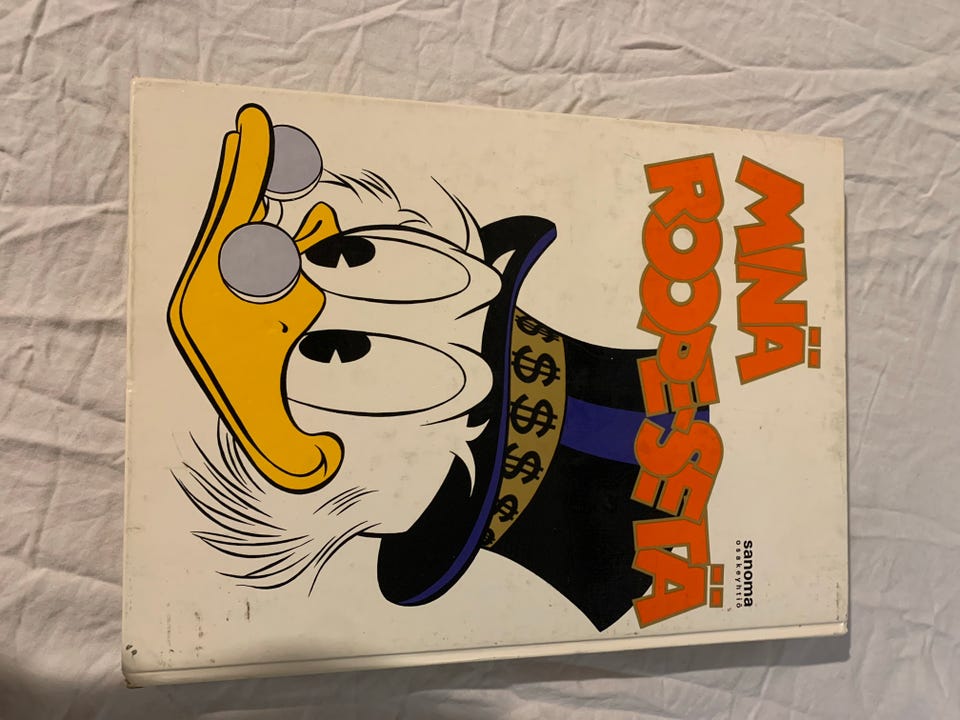 MINÄ
ROOPE-SETÄ
sanoma
osakeyhtiö
$ $ $ $ $